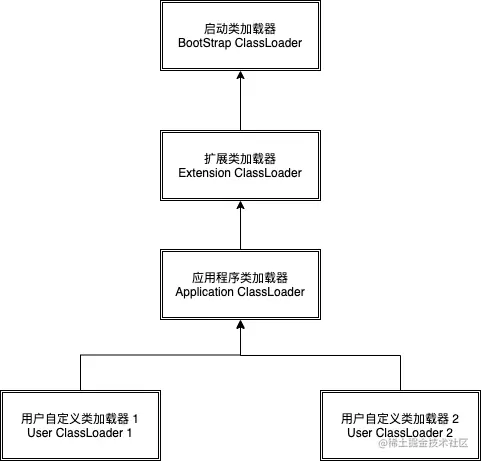 启动类加载器
BootStrap ClassLoader
扩展类加载器
Extension ClassLoader
应用程序类加载器
Application ClassLoader
用户自定义类加载器 1
User ClassLoader 1
用户自定义类加载器 2
User ClassLoader 2
@稀土掘金技术社区